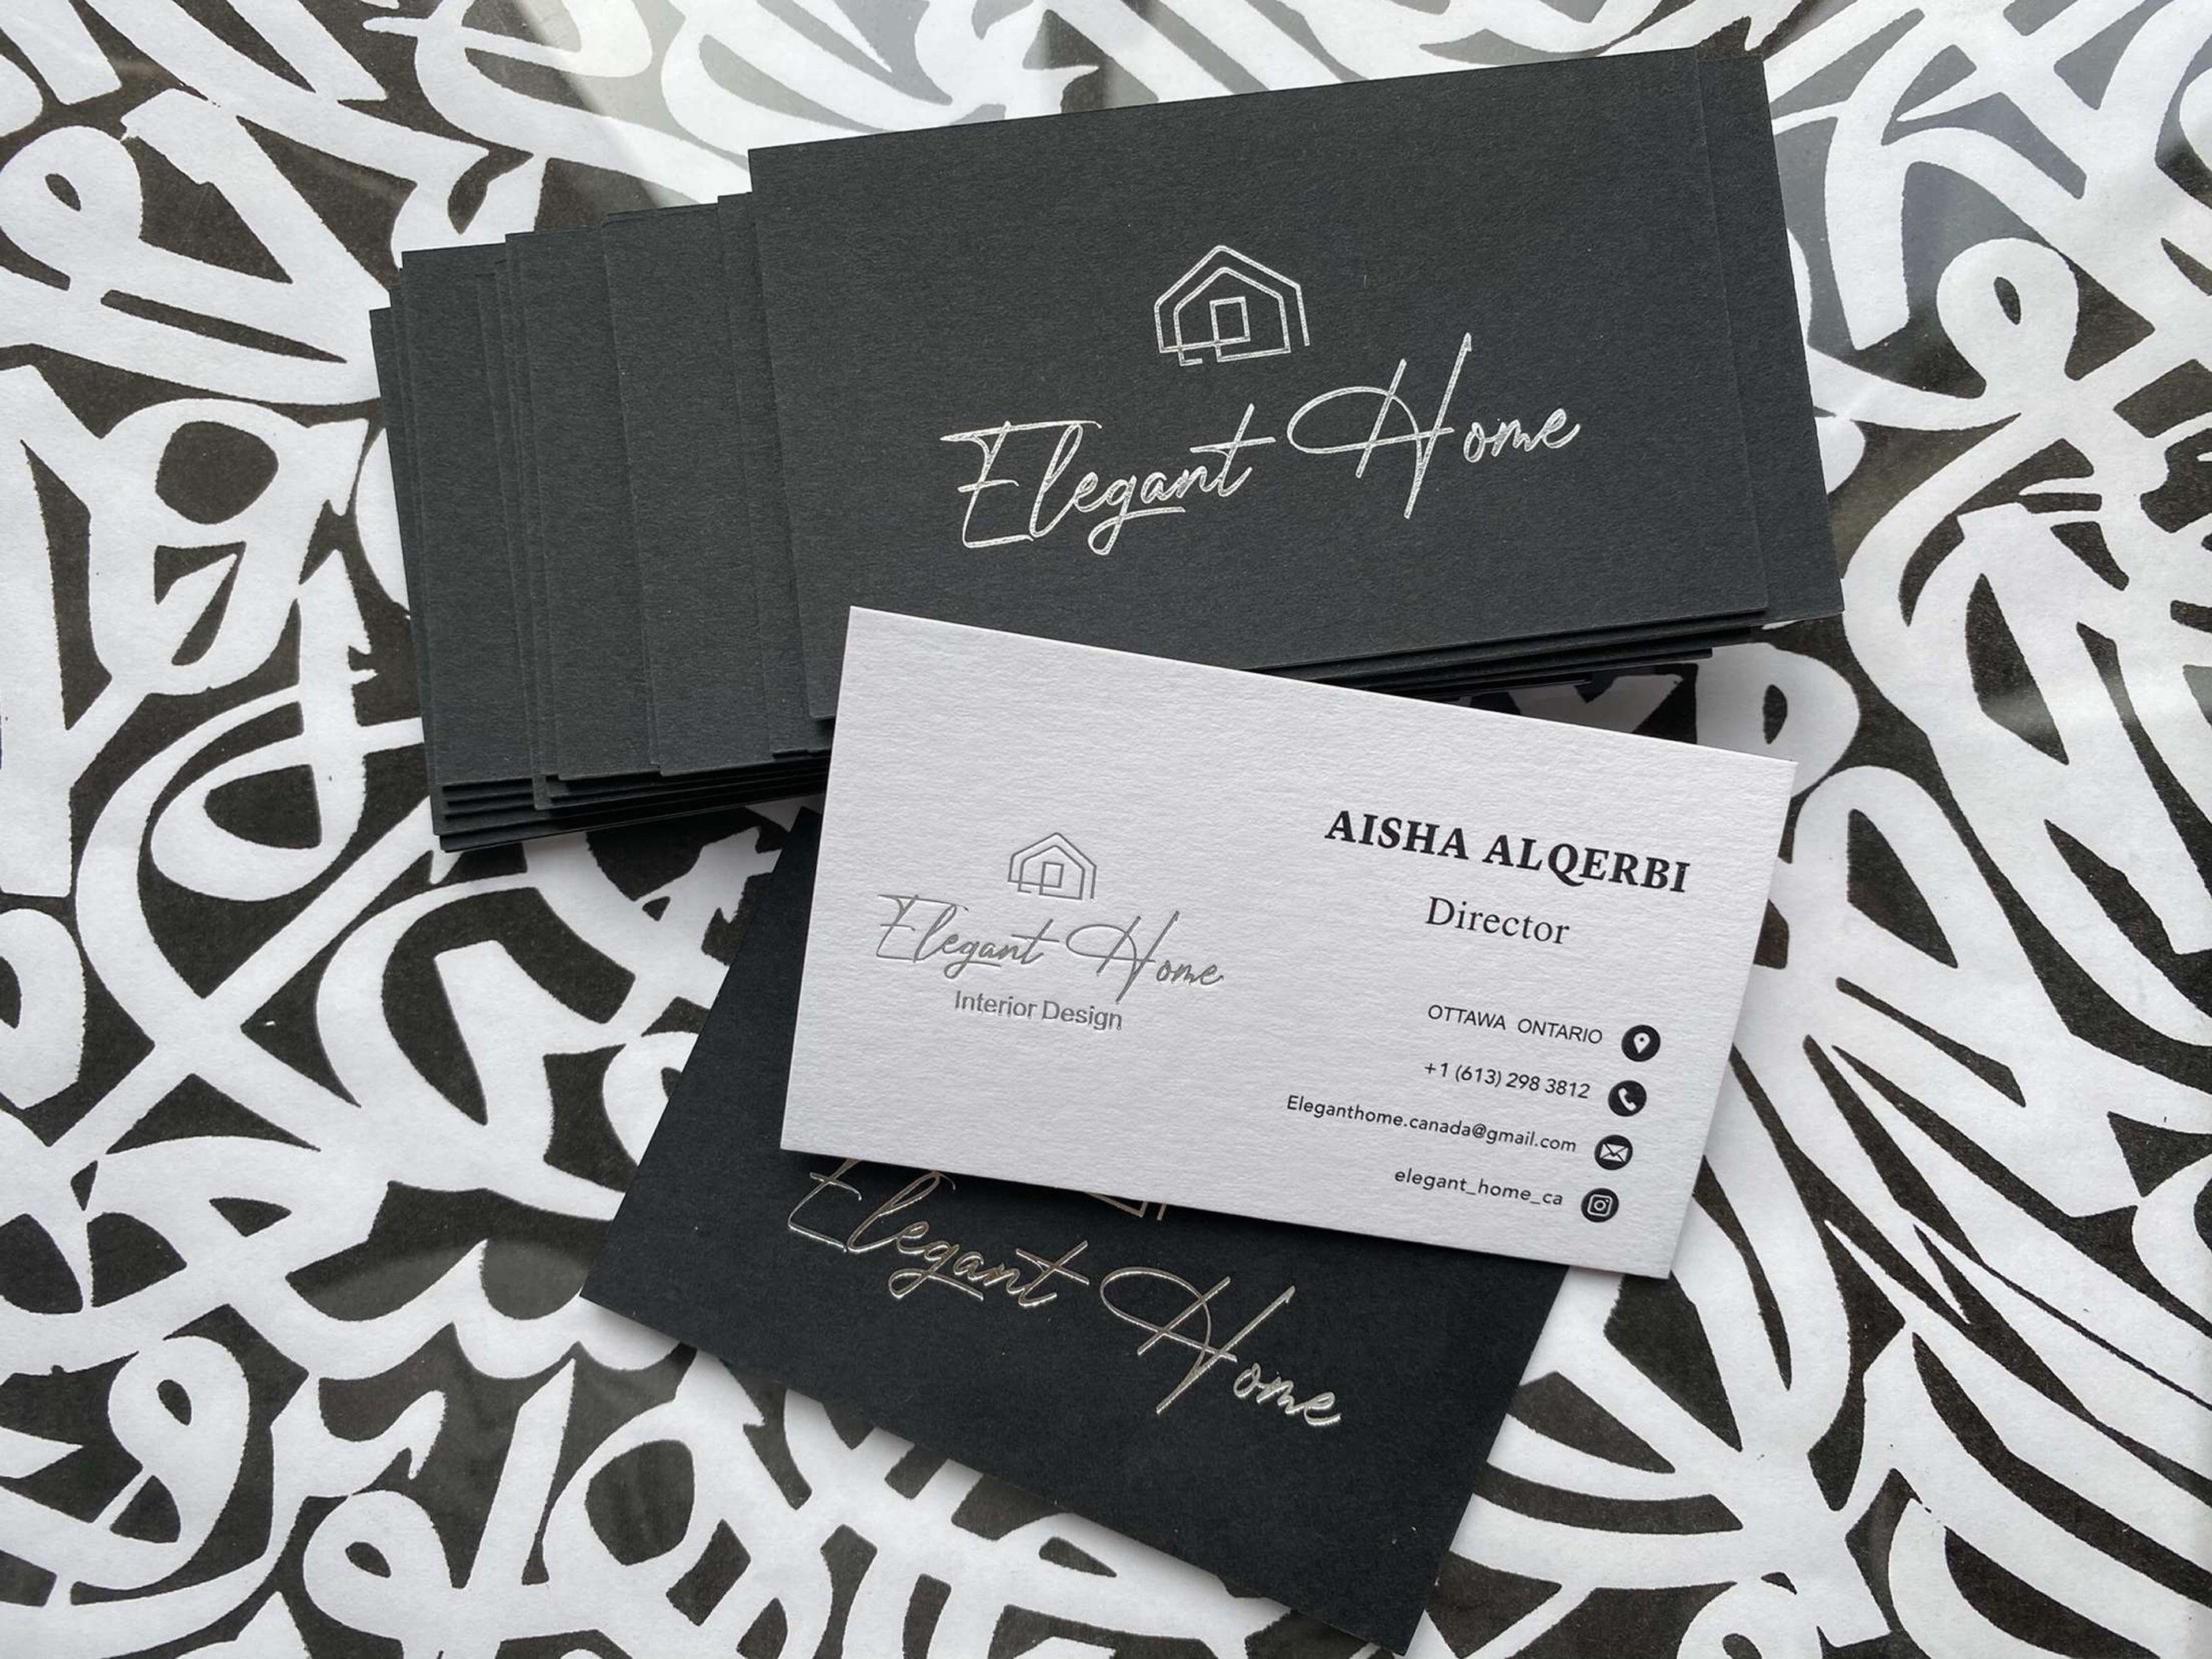 Elegant Home
Elegant Home
Interior Design
AISHA ALQERBI
Director
OTTAWA ONTARIO
+1 (613) 298 3812
Eleganthome.canada@gmail.com
elegant_home_ca
Elegant Home